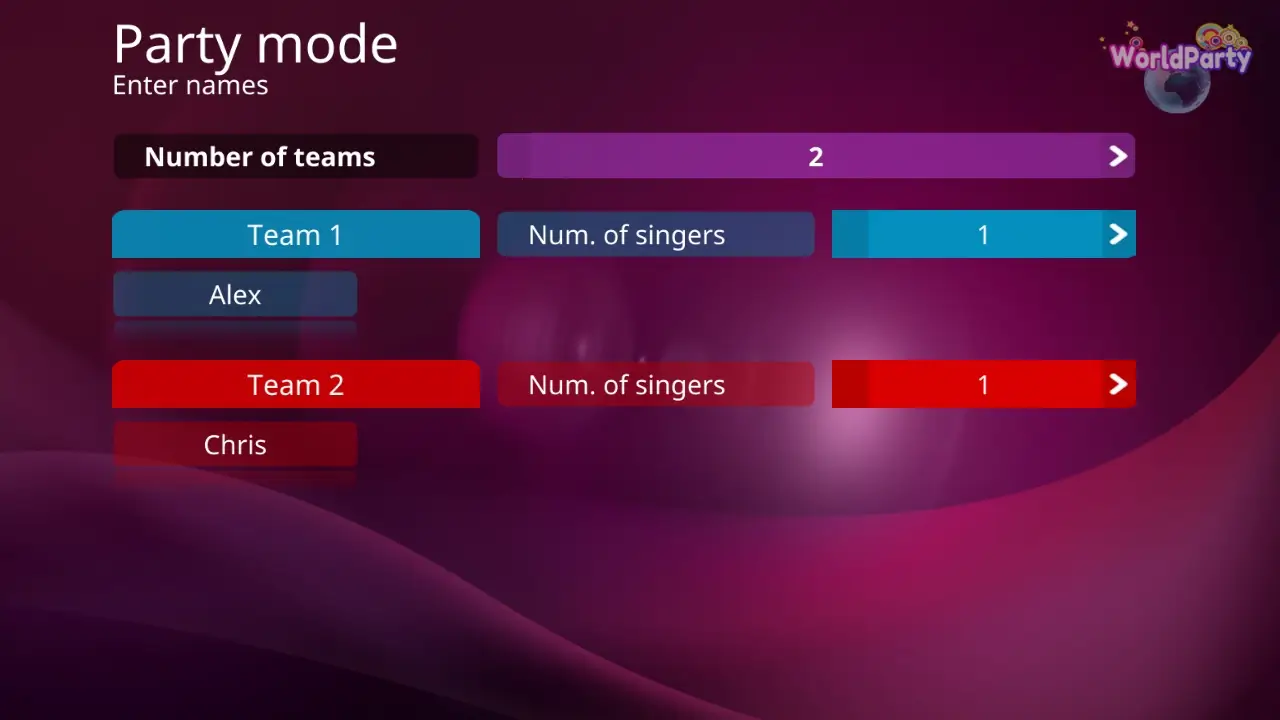 Party mode
WorldParty
Enter names
Number of teams 2
Team 1 Num. of singers 1
Alex
Team 2 Num. of singers 1
Chris